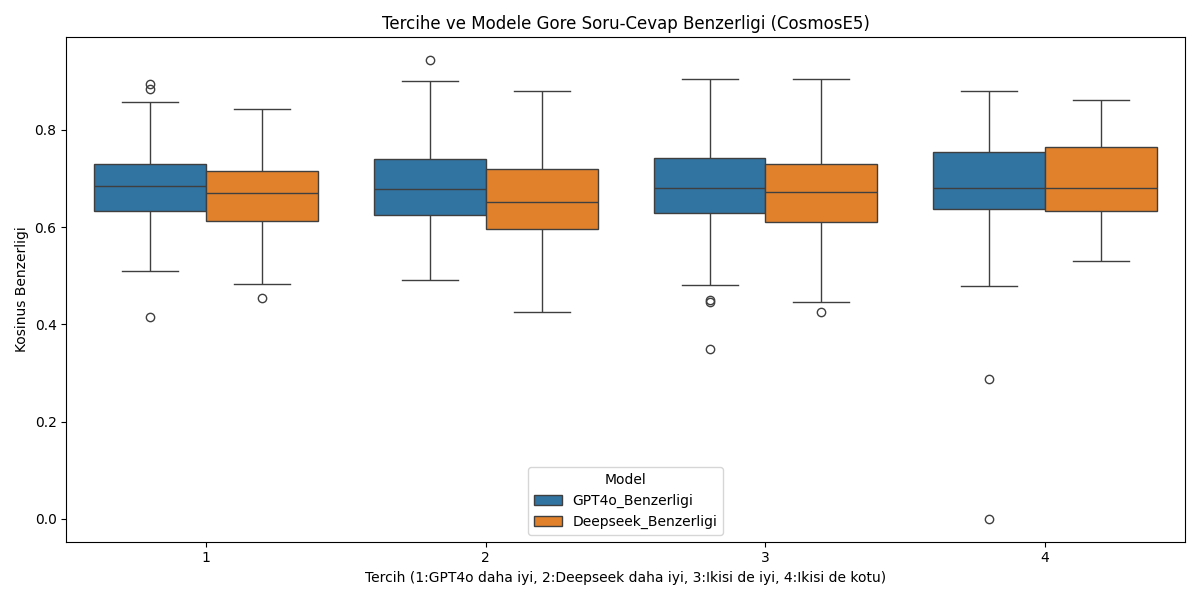 Tercihe ve Modele Gore Soru-Cevap Benzerligi (CosmosE5)
Kosinus Benzerligi
0.8
0.6
0.4
0.2
0.0
Model
GPT4o_Benzerligi
Deepseek_Benzerligi
1
2
3
4
Tercih (1:GPT4o daha iyi, 2:Deepseek daha iyi, 3:Ikisi de iyi, 4:Ikisi de kotu)